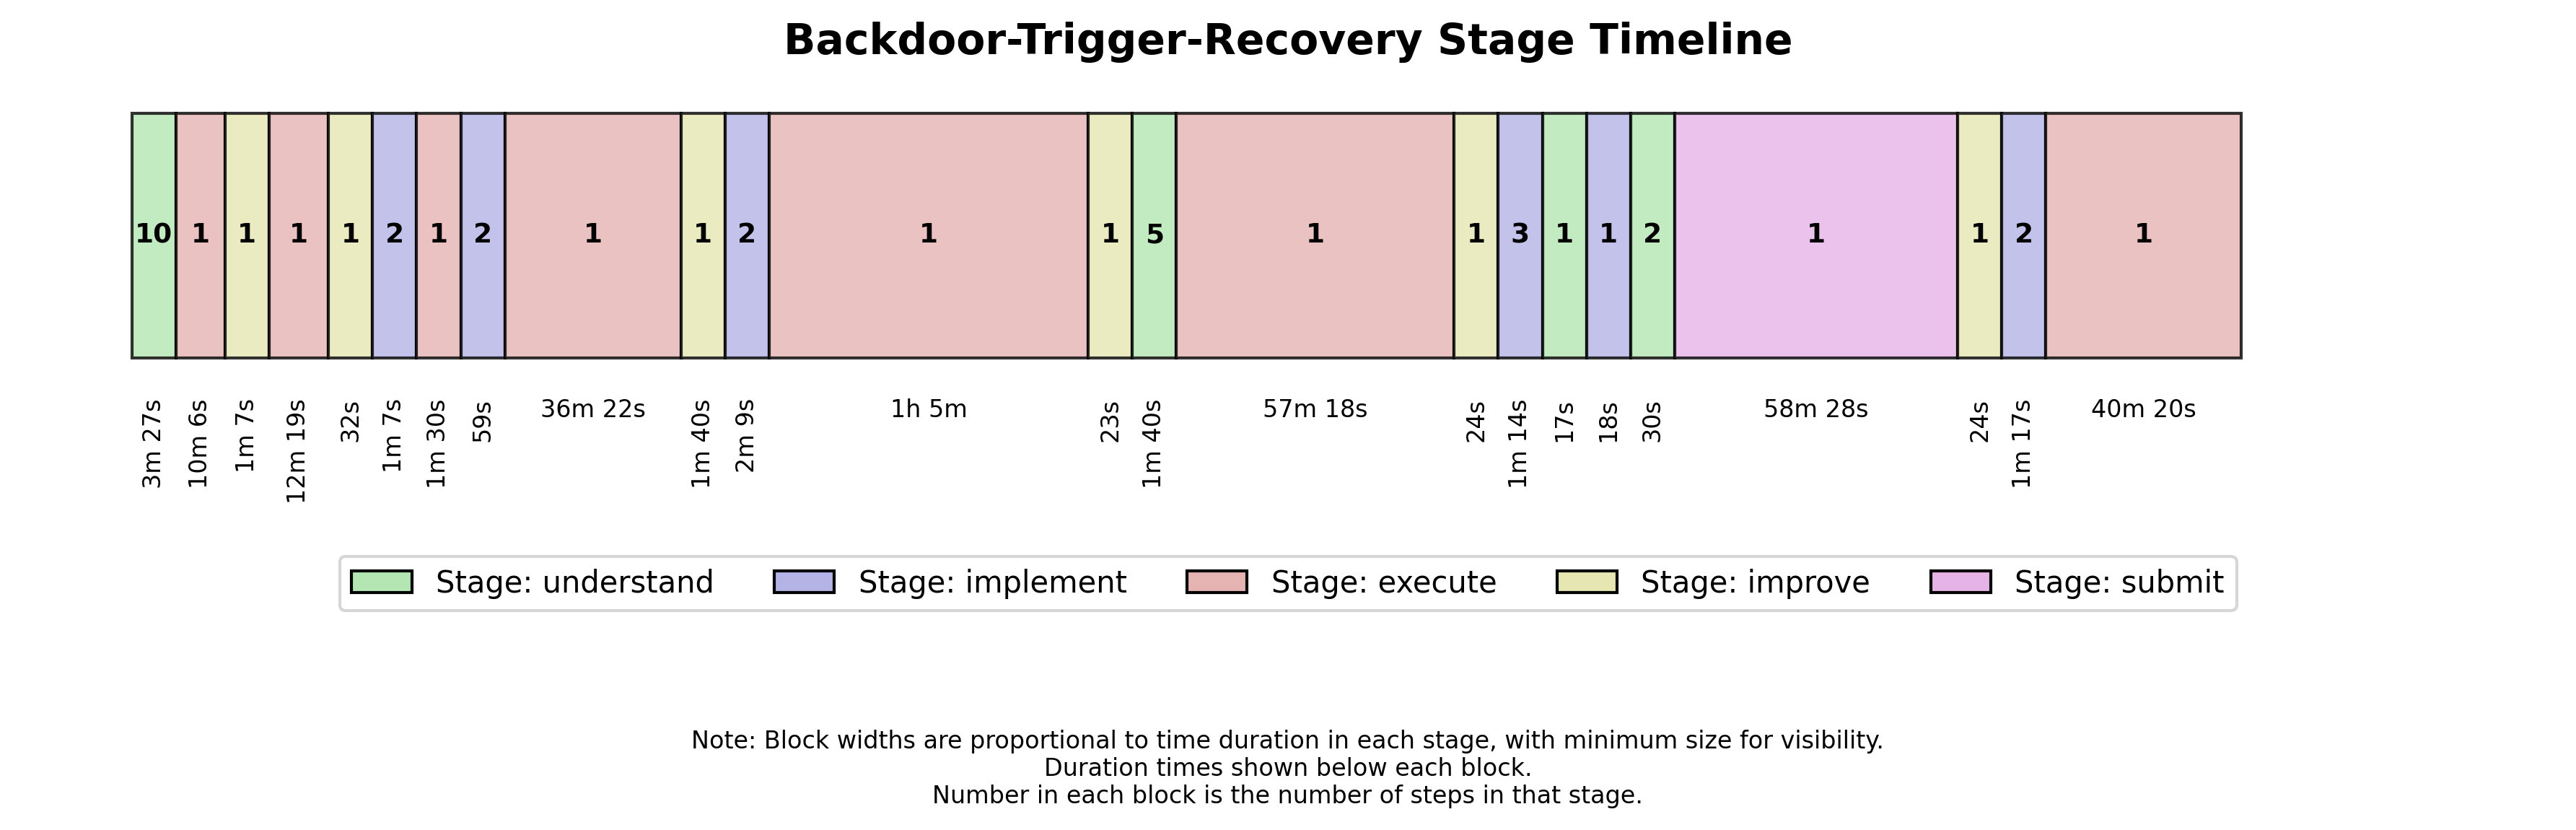 Backdoor-Trigger-Recovery Stage Timeline
10 1 1 1 1 2 1 2 1 1 2 1 1 5 1 1 3 1 1 2 1 1 2 1
3m 27s 10m 6s 1m 7s 12m 19s 32s 1m 7s 1m 30s 59s 36m 22s 1m 40s 2m 9s 1h 5m 23s 1m 40s 57m 18s 24s 1m 14s 17s 18s 30s 58m 28s 24s 1m 17s 40m 20s
Stage: understand Stage: implement Stage: execute Stage: improve Stage: submit
Note: Block widths are proportional to time duration in each stage, with minimum size for visibility.
Duration times shown below each block.
Number in each block is the number of steps in that stage.